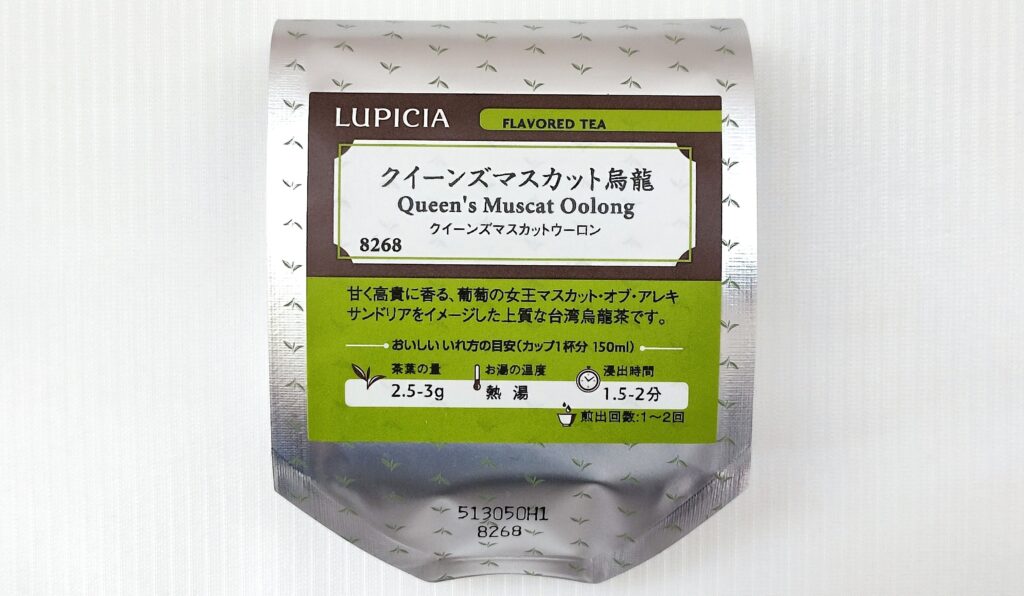 LUPICIA
FLAVORED TEA
クイーンズマスカット烏龍
Queen's Muscat Oolong
クイーンズマスカットウーロン
8268
甘く高貴に香る、葡萄の女王マスカット・オブ・アレキ
サンドリアをイメージした上質な台湾烏龍茶です。
おいしいいれ方の目安(カップ1杯分 150ml)
茶葉の量 お湯の温度 浸出時間
2.5-3g 熱湯 1.5-2分
煎出回数:1〜2回
513050H1
8268